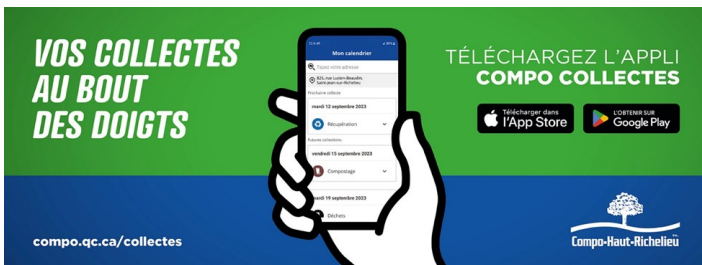 VOS COLLECTES
AU BOUT
DES DOIGTS
compo.qc.ca/collectes
Mon calendrier
Tapez votre adresse
825, rue Lucien-Beaudin,
Saint-Jean-sur-Richelieu
Prochaine collecte
mardi 12 septembre 2023
Récupération
Futures collectes
vendredi 15 septembre 2023
Compostage
mardi 19 septembre 2023
Déchets
TÉLÉCHARGEZ L'APPLI
COMPO COLLECTES
Télécharger dans
l'App Store
L'OBTENIR SUR
Google Play
Compo-Haut-Richelieu